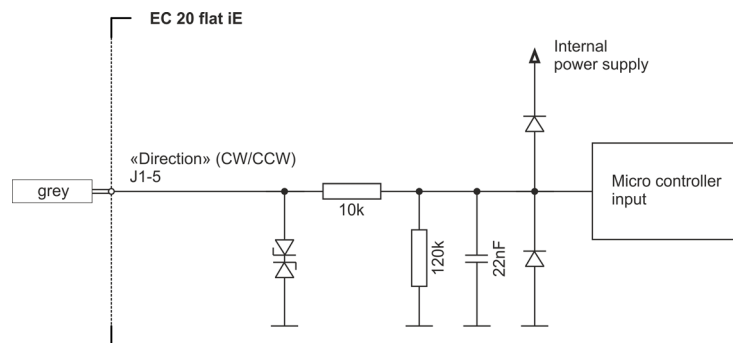 EC 20 flat iE
Internal
power supply
«Direction» (CW/CCW)
J1-5
grey
10k
120k
22nF
Micro controller
input